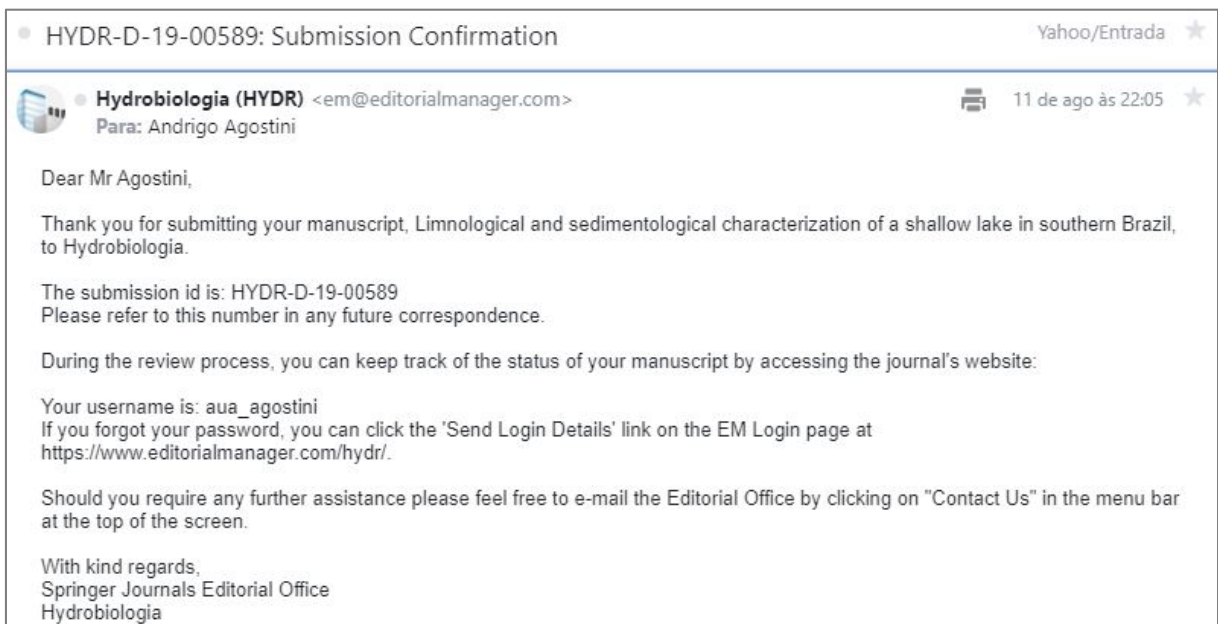 HYDR-D-19-00589: Submission Confirmation
Yahoo/Entrada
Hydrobiologia (HYDR) <em@editorialmanager.com>
11 de ago às 22:05
Para: Andrigo Agostini
Dear Mr Agostini,
Thank you for submitting your manuscript, Limnological and sedimentological characterization of a shallow lake in southern Brazil,
to Hydrobiologia.
The submission id is: HYDR-D-19-00589
Please refer to this number in any future correspondence.
During the review process, you can keep track of the status of your manuscript by accessing the journal's website:
Your username is: aua_agostini
If you forgot your password, you can click the 'Send Login Details' link on the EM Login page at
https://www.editorialmanager.com/hydr/.
Should you require any further assistance please feel free to e-mail the Editorial Office by clicking on "Contact Us" in the menu bar
at the top of the screen.
With kind regards,
Springer Journals Editorial Office
Hydrobiologia